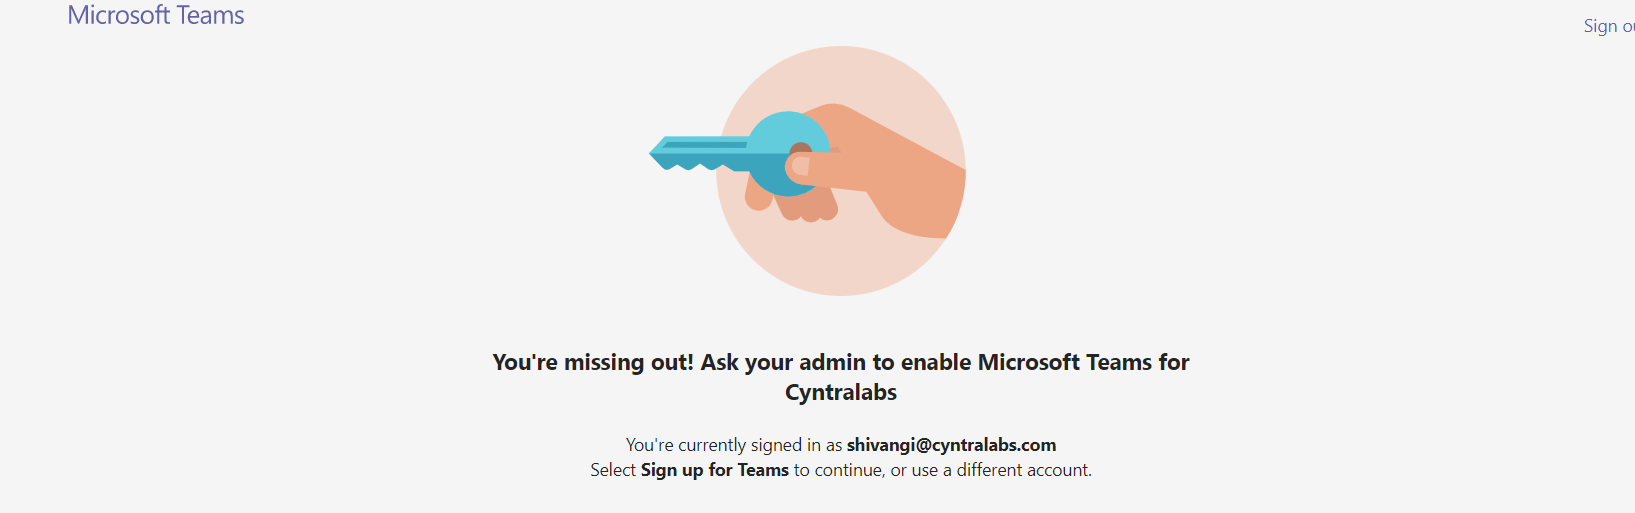 Microsoft Teams
Sign ou
You're missing out! Ask your admin to enable Microsoft Teams for
Cyntralabs
You're currently signed in as shivangi@cyntralabs.com
Select Sign up for Teams to continue, or use a different account.